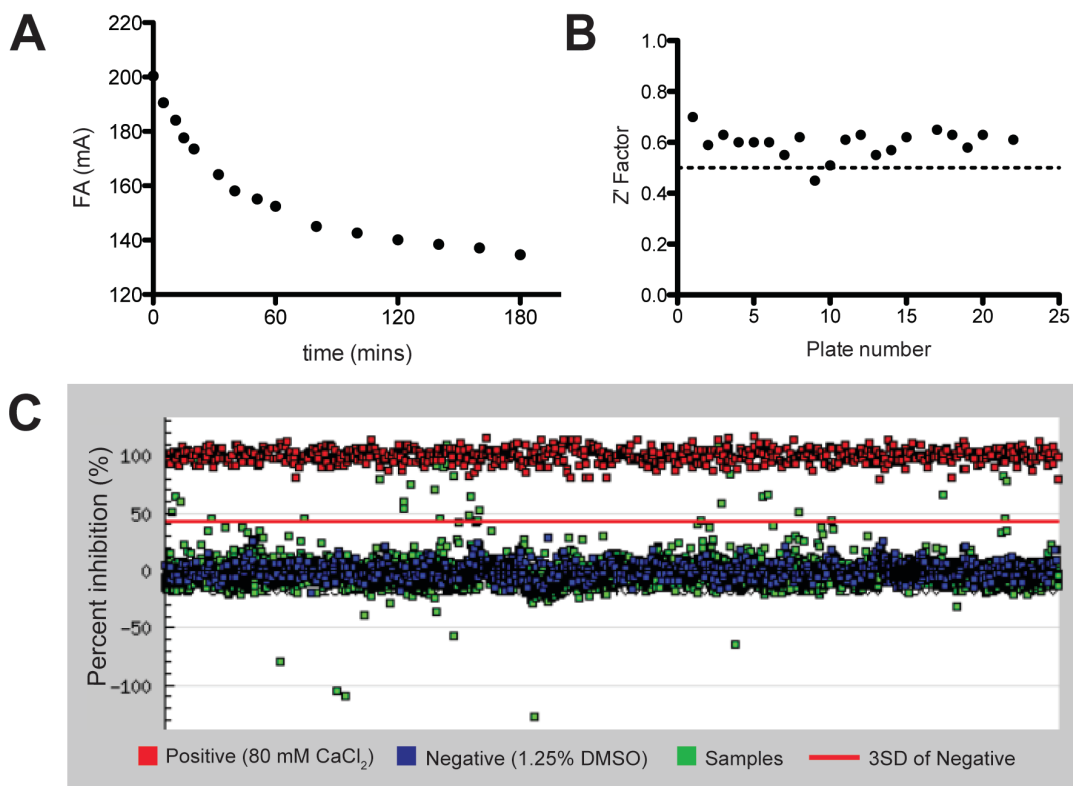 A
220
200
180
160
140
120
FA (mA)
0 60 120 180
time (mins)
B
1.0
0.8
0.6
0.4
0.2
0.0
Z' Factor
0 5 10 15 20 25
Plate number
C
100
50
0
−50
−100
Percent inhibition (%)
Positive (80 mM CaCl₂) Negative (1.25% DMSO) Samples 3SD of Negative